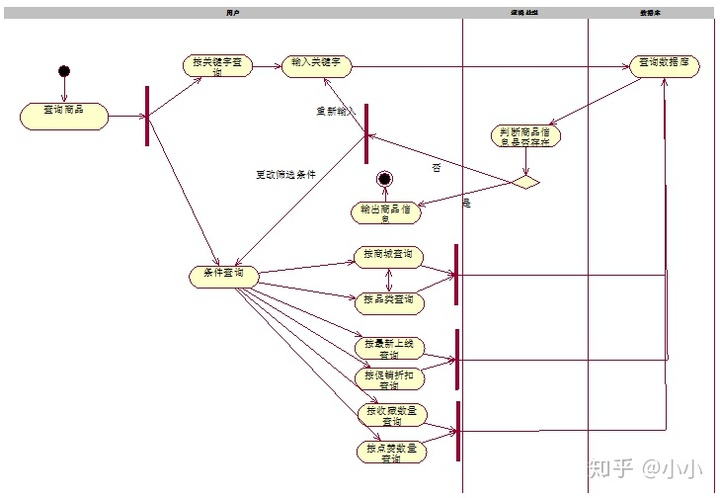 用户
逻辑处理
数据库
按关键字查
询
输入关键字
查询数据库
查询商品
重新输入
判断商品信
息是否存在
否
更改筛选条件
是
输出商品信
息
条件查询
按商城查询
按品类查询
按最新上线
查询
按促销折扣
查询
按收藏数量
查询
按点赞数量
查询
知乎 @小小